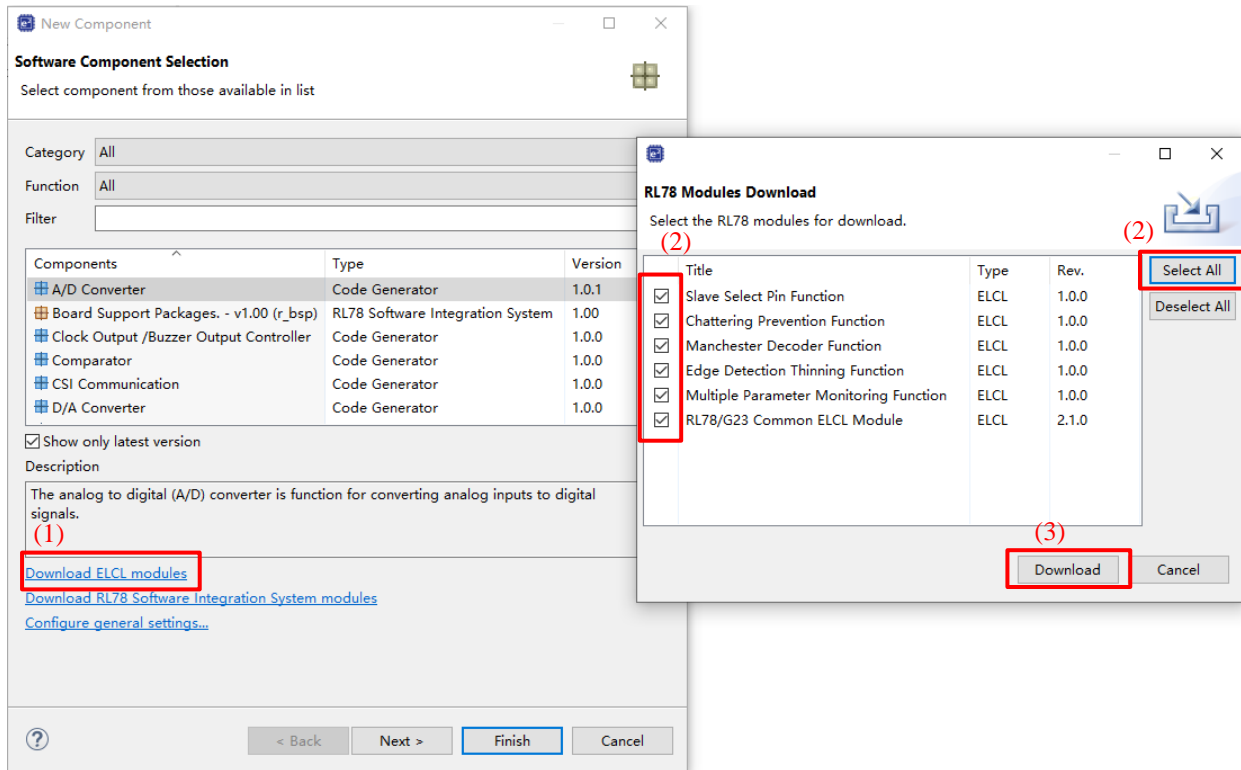 New Component
Software Component Selection
Select component from those available in list
Category All
Function All
Filter
Components Type Version
A/D Converter Code Generator 1.0.1
Board Support Packages. - v1.00 (r_bsp) RL78 Software Integration System 1.00
Clock Output /Buzzer Output Controller Code Generator 1.0.0
Comparator Code Generator 1.0.0
CSI Communication Code Generator 1.0.0
D/A Converter Code Generator 1.0.0
Show only latest version
Description
The analog to digital (A/D) converter is function for converting analog inputs to digital
signals.
(1)
Download ELCL modules
Download RL78 Software Integration System modules
Configure general settings...
?
< Back Next > Finish Cancel
e²
RL78 Modules Download
Select the RL78 modules for download.
(2) (2)
Title Type Rev. Select All
Slave Select Pin Function ELCL 1.0.0
Deselect All
Chattering Prevention Function ELCL 1.0.0
Manchester Decoder Function ELCL 1.0.0
Edge Detection Thinning Function ELCL 1.0.0
Multiple Parameter Monitoring Function ELCL 1.0.0
RL78/G23 Common ELCL Module ELCL 2.1.0
(3)
Download Cancel